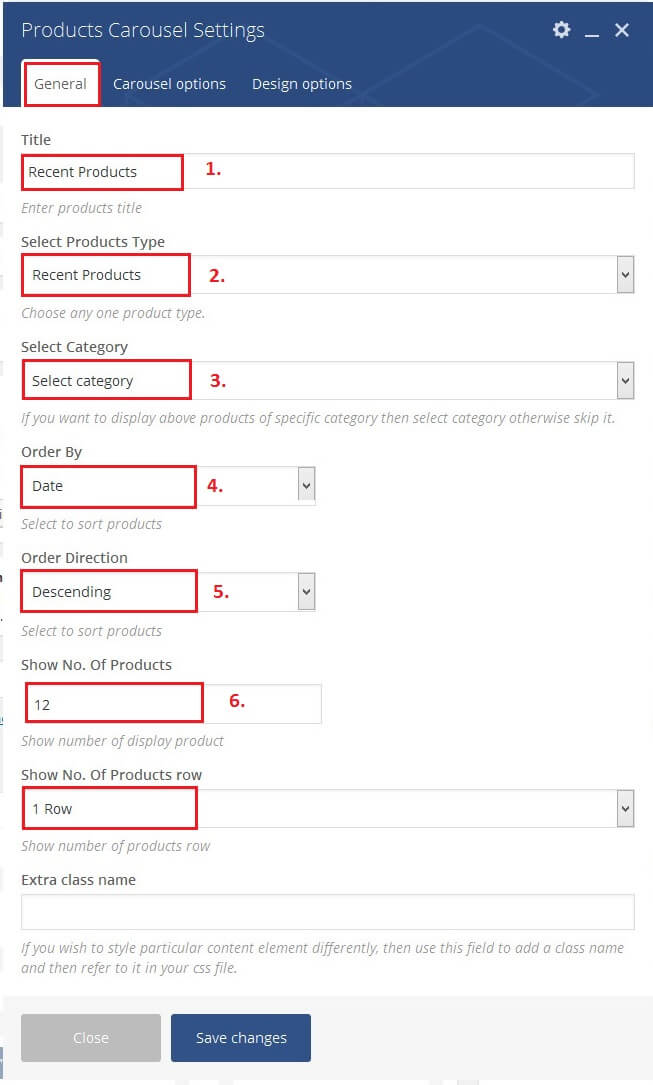 Products Carousel Settings
General Carousel options Design options
Title
Recent Products 1.
Enter products title
Select Products Type
Recent Products 2.
Choose any one product type.
Select Category
Select category 3.
If you want to display above products of specific category then select category otherwise skip it.
Order By
Date 4.
Select to sort products
Order Direction
Descending 5.
Select to sort products
Show No. Of Products
12 6.
Show number of display product
Show No. Of Products row
1 Row
Show number of products row
Extra class name
If you wish to style particular content element differently, then use this field to add a class name
and then refer to it in your css file.
Close Save changes